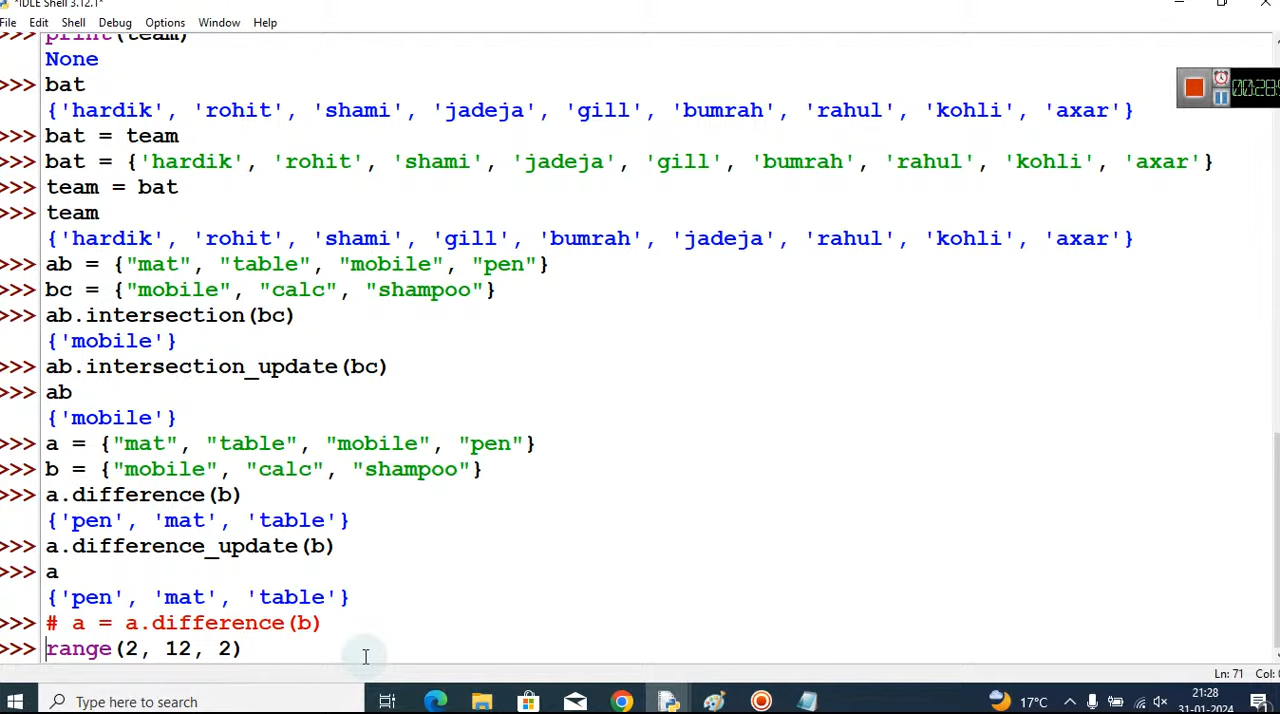 *IDLE Shell 3.12.1*
File Edit Shell Debug Options Window Help
>>> print(team)
None
>>> bat
{'hardik', 'rohit', 'shami', 'jadeja', 'gill', 'bumrah', 'rahul', 'kohli', 'axar'}
>>> bat = team
>>> bat = {'hardik', 'rohit', 'shami', 'jadeja', 'gill', 'bumrah', 'rahul', 'kohli', 'axar'}
>>> team = bat
>>> team
{'hardik', 'rohit', 'shami', 'gill', 'bumrah', 'jadeja', 'rahul', 'kohli', 'axar'}
>>> ab = {"mat", "table", "mobile", "pen"}
>>> bc = {"mobile", "calc", "shampoo"}
>>> ab.intersection(bc)
{'mobile'}
>>> ab.intersection_update(bc)
>>> ab
{'mobile'}
>>> a = {"mat", "table", "mobile", "pen"}
>>> b = {"mobile", "calc", "shampoo"}
>>> a.difference(b)
{'pen', 'mat', 'table'}
>>> a.difference_update(b)
>>> a
{'pen', 'mat', 'table'}
>>> # a = a.difference(b)
>>> range(2, 12, 2)
Ln: 71 Col:
Type here to search
17°C
21:28
31-01-2024